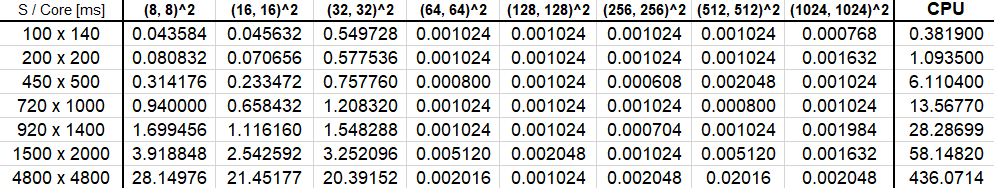 S / Core [ms] (8, 8)^2 (16, 16)^2 (32, 32)^2 (64, 64)^2 (128, 128)^2 (256, 256)^2 (512, 512)^2 (1024, 1024)^2 CPU
100 x 140 0.043584 0.045632 0.549728 0.001024 0.001024 0.001024 0.001024 0.000768 0.381900
200 x 200 0.080832 0.070656 0.577536 0.001024 0.001024 0.001024 0.001024 0.001632 1.093500
450 x 500 0.314176 0.233472 0.757760 0.000800 0.001024 0.000608 0.002048 0.001024 6.110400
720 x 1000 0.940000 0.658432 1.208320 0.001024 0.001024 0.001024 0.000800 0.001024 13.56770
920 x 1400 1.699456 1.116160 1.548288 0.001024 0.001024 0.000704 0.001024 0.001984 28.28699
1500 x 2000 3.918848 2.542592 3.252096 0.005120 0.002048 0.001024 0.005120 0.001632 58.14820
4800 x 4800 28.14976 21.45177 20.39152 0.002016 0.001024 0.002048 0.02016 0.002048 436.0714